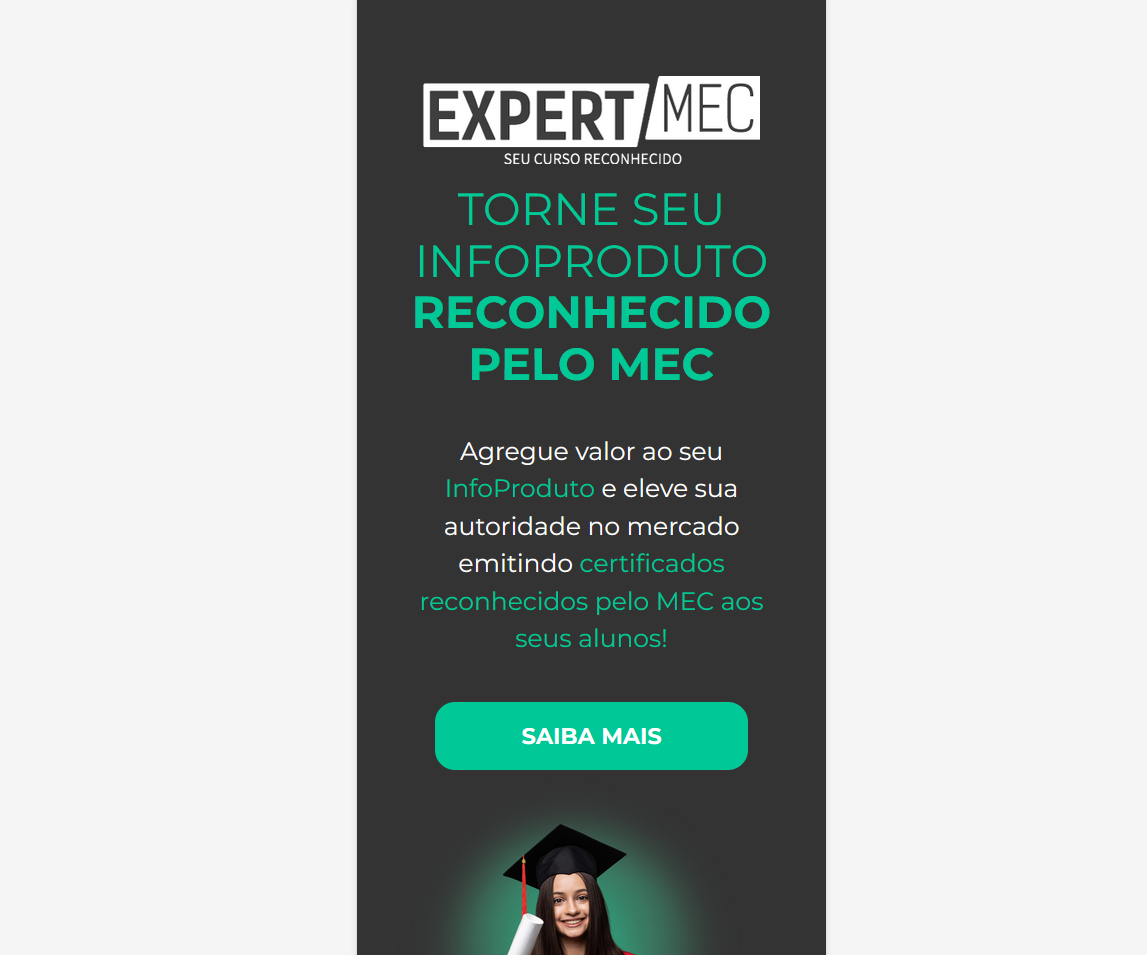 EXPERT/MEC
SEU CURSO RECONHECIDO
TORNE SEU
INFOPRODUTO
RECONHECIDO
PELO MEC
Agregue valor ao seu
InfoProduto e eleve sua
autoridade no mercado
emitindo certificados
reconhecidos pelo MEC aos
seus alunos!
SAIBA MAIS